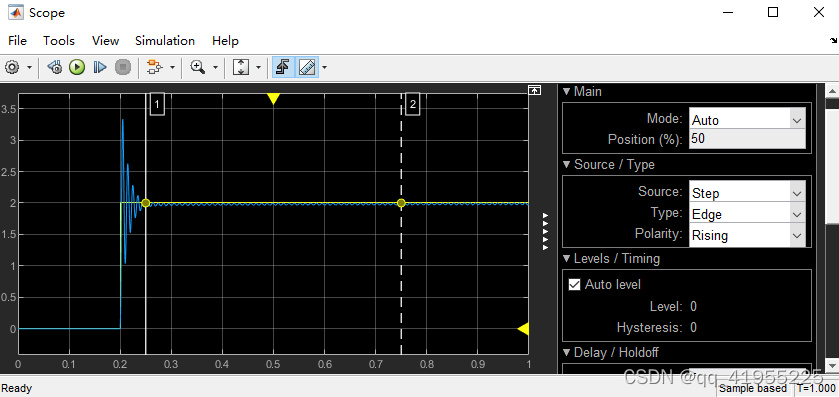 Scope
File Tools View Simulation Help
1
2
3.5
3
2.5
2
1.5
1
0.5
0
0 0.1 0.2 0.3 0.4 0.5 0.6 0.7 0.8 0.9 1
Main
Mode: Auto
Position (%): 50
Source / Type
Source: Step
Type: Edge
Polarity: Rising
Levels / Timing
Auto level
Level: 0
Hysteresis: 0
Delay / Holdoff
CSDN @qq_41955225
Ready
Sample based T=1.000